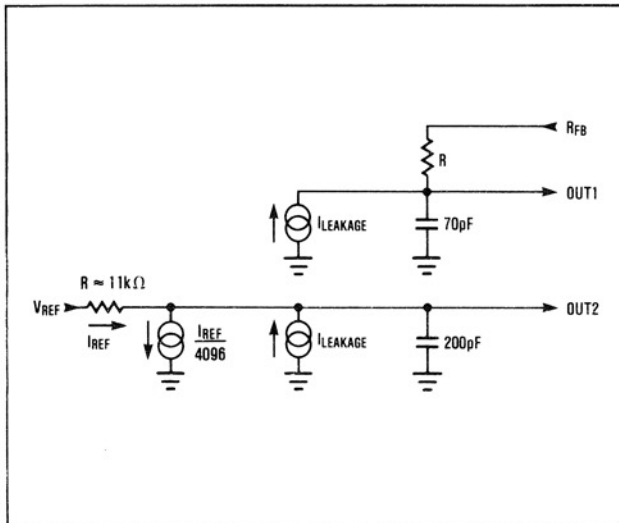 RFB
R
OUT1
ILEAKAGE
70pF
R ≈ 11kΩ
VREF
OUT2
IREF
IREF
4096
ILEAKAGE
200pF